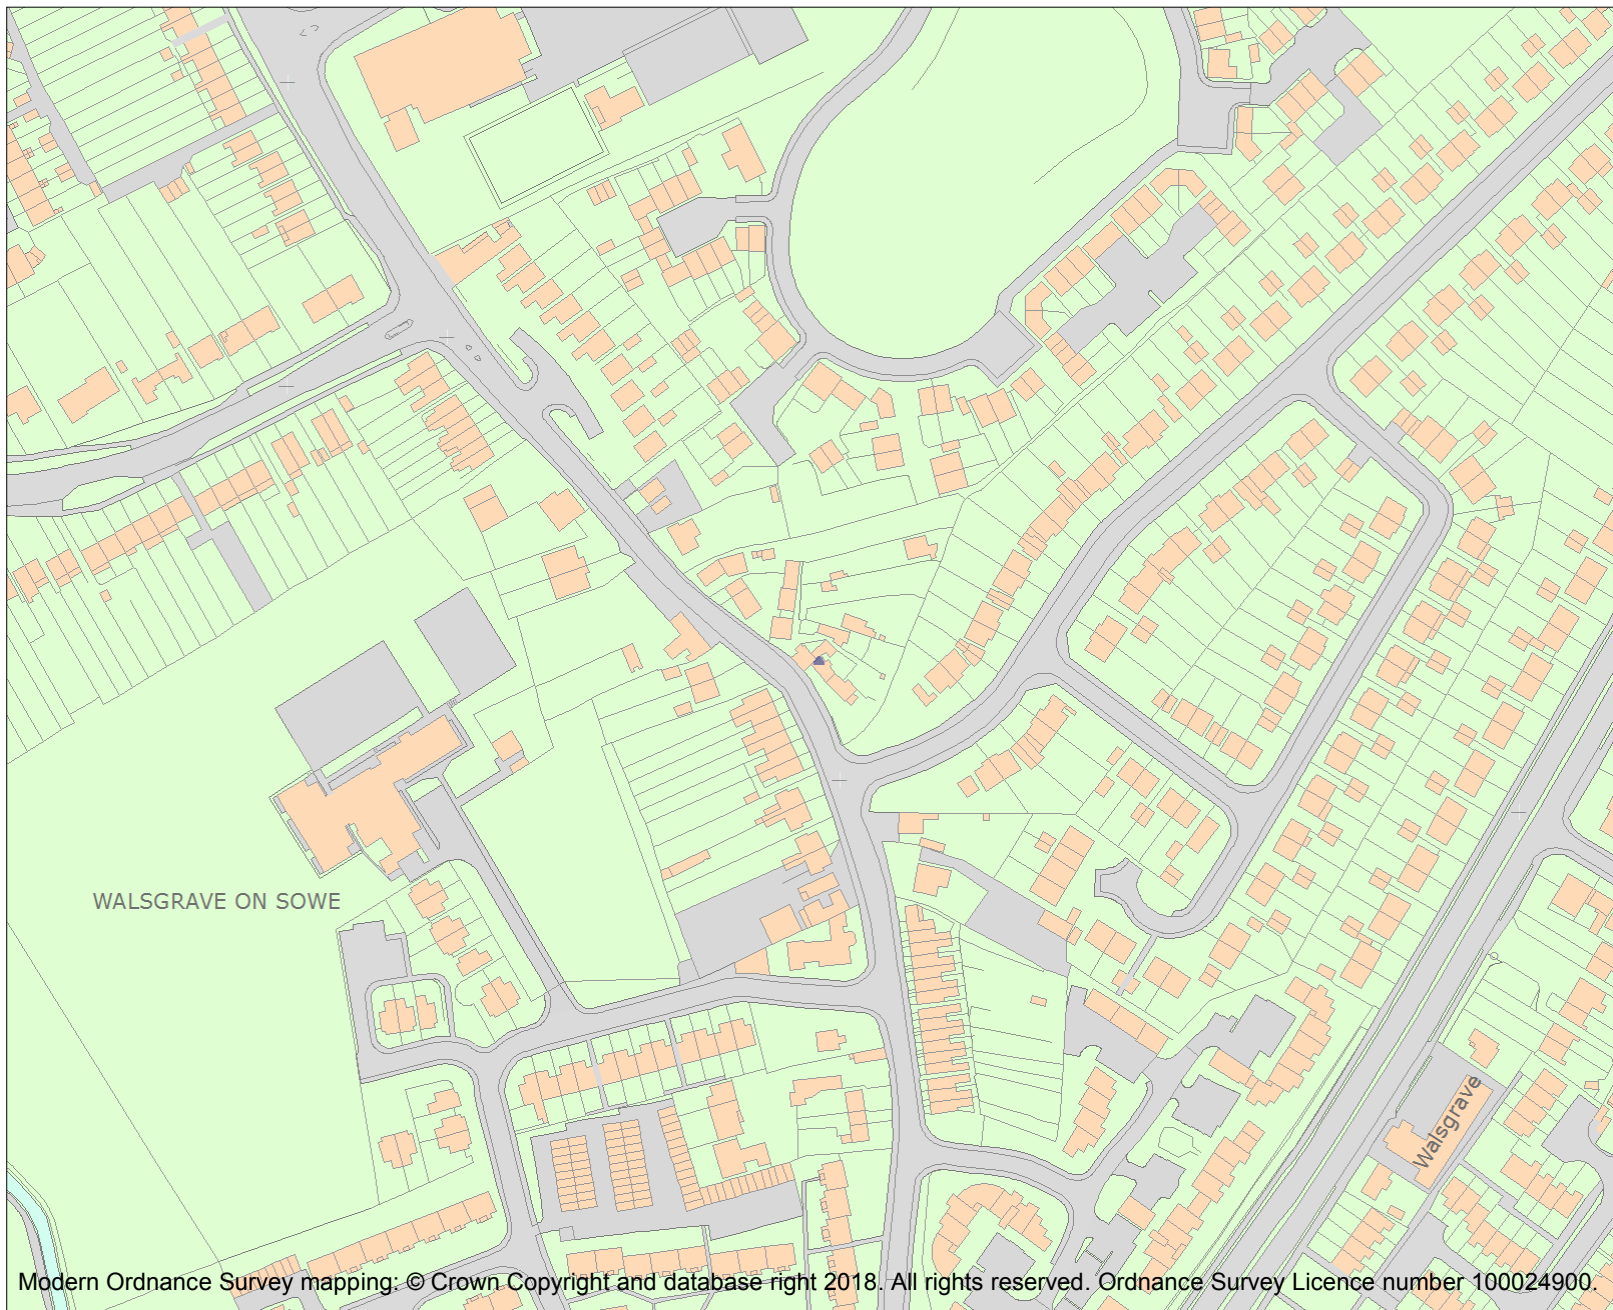 WALSGRAVE ON SOWE
Walsgrave
Modern Ordnance Survey mapping: © Crown Copyright and database right 2018. All rights reserved. Ordnance Survey Licence number 100024900.